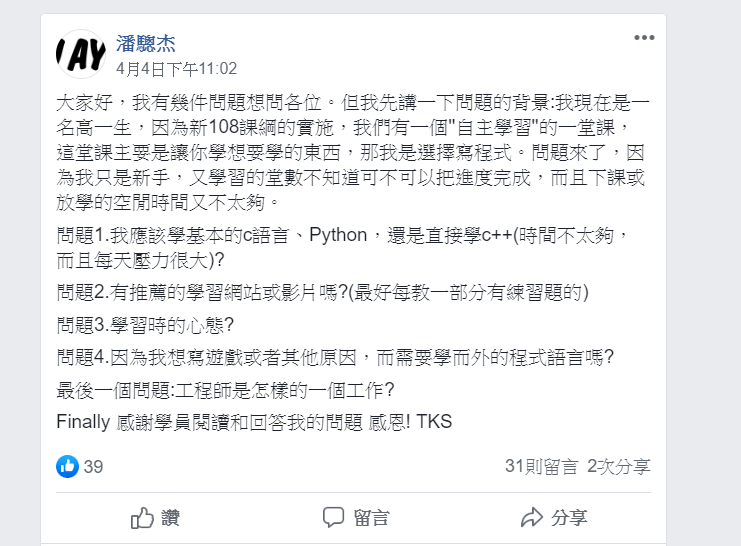 AY
潘驄杰
4月4日下午11:02
大家好，我有幾件問題想問各位。但我先講一下問題的背景:我現在是一
名高一生，因為新108課綱的實施，我們有一個"自主學習"的一堂課，
這堂課主要是讓你學想要學的東西，那我是選擇寫程式。問題來了，因
為我只是新手，又學習的堂數不知道可不可以把進度完成，而且下課或
放學的空閒時間又不太夠。
問題1.我應該學基本的c語言、Python，還是直接學c++(時間不太夠，
而且每天壓力很大)?
問題2.有推薦的學習網站或影片嗎?(最好每教一部分有練習題的)
問題3.學習時的心態?
問題4.因為我想寫遊戲或者其他原因，而需要學而外的程式語言嗎?
最後一個問題:工程師是怎樣的一個工作?
Finally 感謝學員閱讀和回答我的問題 感恩! TKS
39 31則留言 2次分享
讚 留言 分享